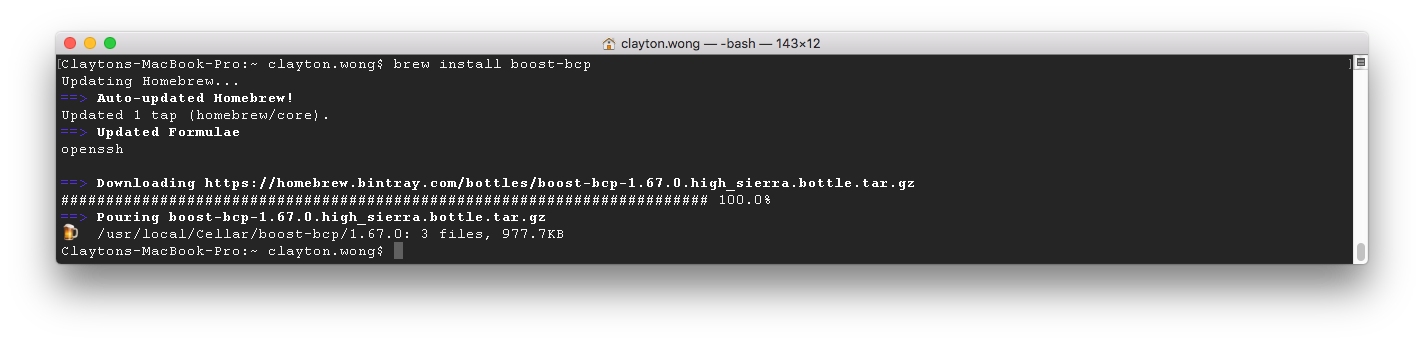 clayton.wong — -bash — 143×12
[Claytons-MacBook-Pro:~ clayton.wong$ brew install boost-bcp ]
Updating Homebrew...
==> Auto-updated Homebrew!
Updated 1 tap (homebrew/core).
==> Updated Formulae
openssh
==> Downloading https://homebrew.bintray.com/bottles/boost-bcp-1.67.0.high_sierra.bottle.tar.gz
######################################################################## 100.0%
==> Pouring boost-bcp-1.67.0.high_sierra.bottle.tar.gz
🍺 /usr/local/Cellar/boost-bcp/1.67.0: 3 files, 977.7KB
Claytons-MacBook-Pro:~ clayton.wong$